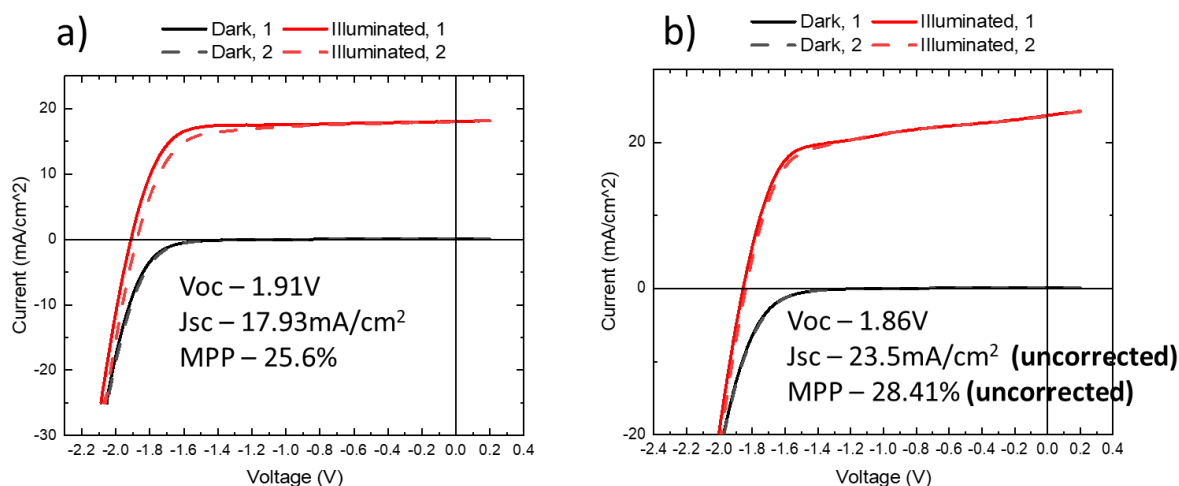 a)
Dark, 1 Illuminated, 1
Dark, 2 Illuminated, 2
20
10
0
-10
-20
-30
Current (mA/cm^2)
-2.2 -2.0 -1.8 -1.6 -1.4 -1.2 -1.0 -0.8 -0.6 -0.4 -0.2 0.0 0.2 0.4
Voltage (V)
Voc – 1.91V
Jsc – 17.93mA/cm²
MPP – 25.6%
b)
Dark, 1 Illuminated, 1
Dark, 2 Illuminated, 2
20
0
-20
Current (mA/cm^2)
-2.4 -2.2 -2.0 -1.8 -1.6 -1.4 -1.2 -1.0 -0.8 -0.6 -0.4 -0.2 0.0 0.2 0.4
Voltage (V)
Voc – 1.86V
Jsc – 23.5mA/cm² (uncorrected)
MPP – 28.41% (uncorrected)